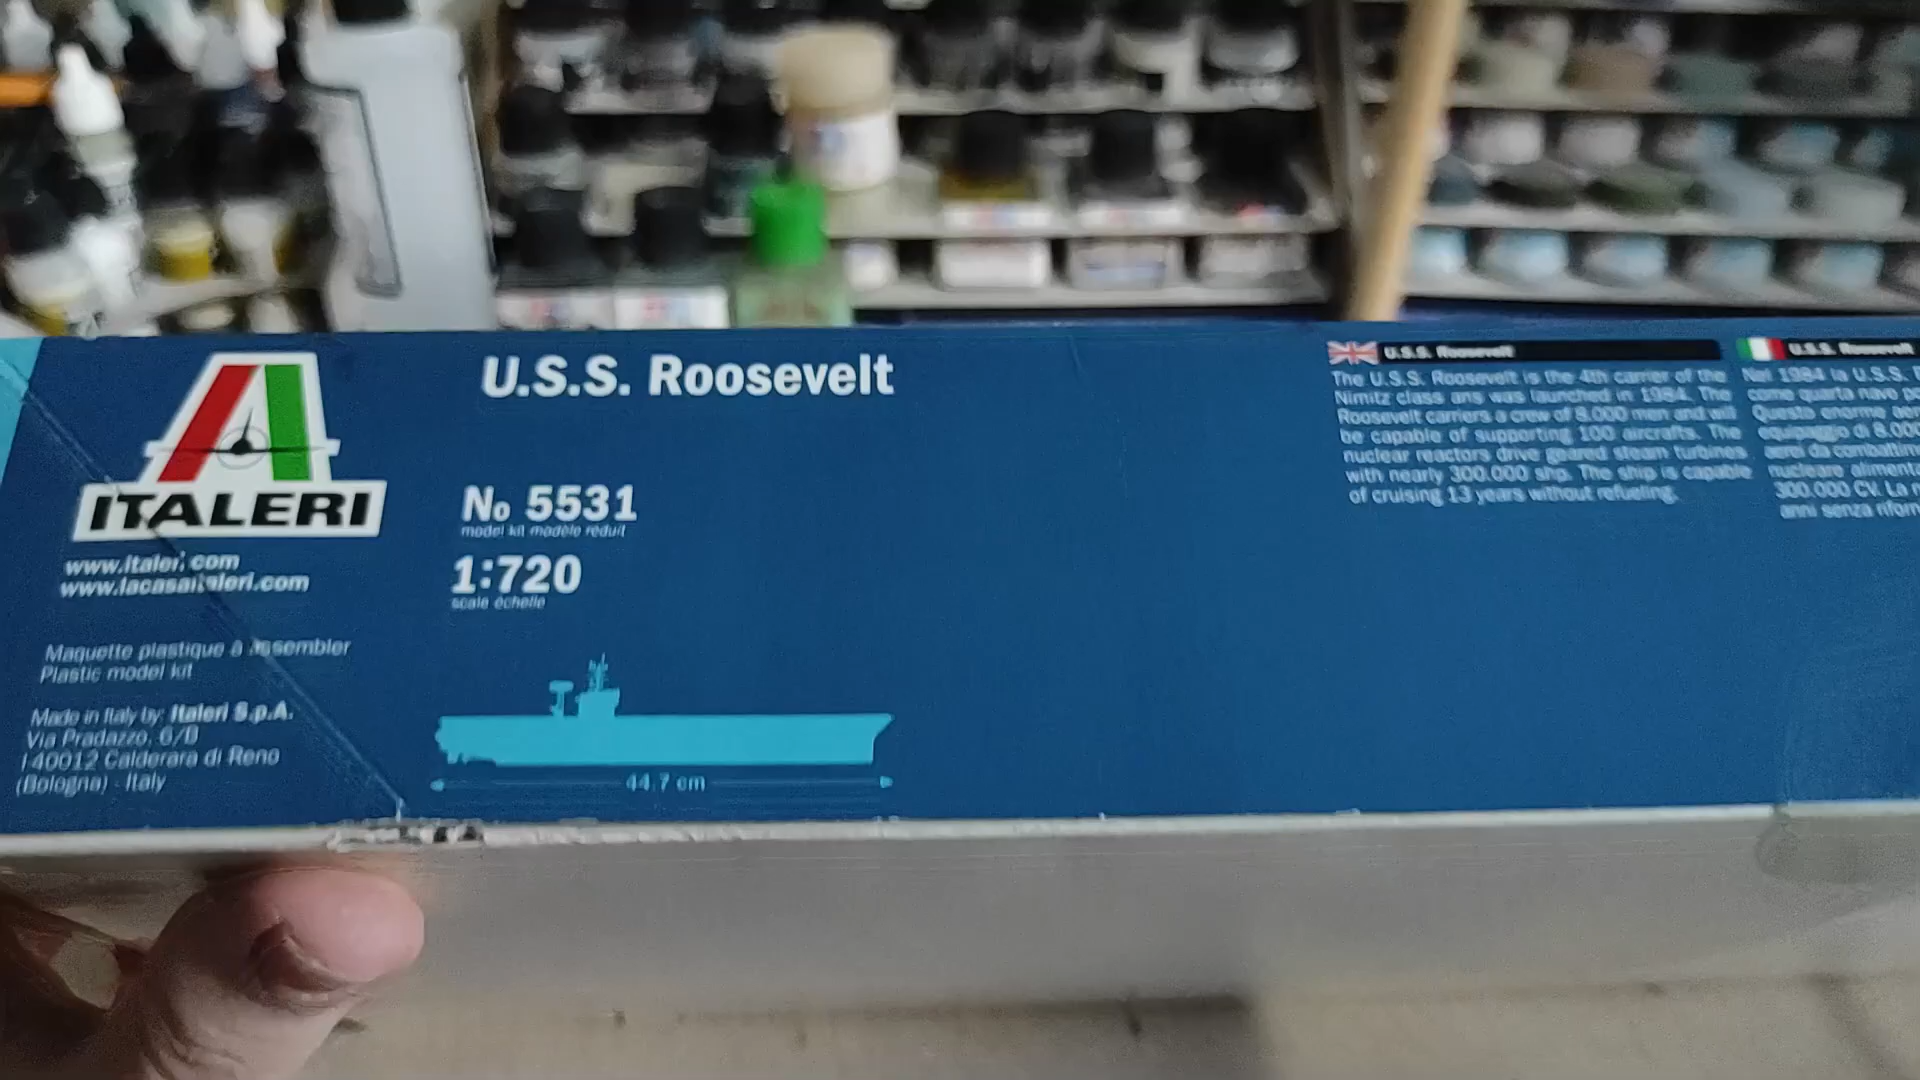 ITALERI
www.italeri.com
www.lacasaitaleri.com
Maquette plastique à assembler
Plastic model kit
Made in Italy by: Italeri S.p.A.
Via Pradazzo, 6/B
I-40012 Calderara di Reno
(Bologna) - Italy
U.S.S. Roosevelt
No 5531
model kit modèle réduit
1:720
scale échelle
44.7 cm
U.S.S. Roosevelt
The U.S.S. Roosevelt is the 4th carrier of the
Nimitz class ans was launched in 1984. The
Roosevelt carriers a crew of 8.000 men and will
be capable of supporting 100 aircrafts. The
nuclear reactors drive geared steam turbines
with nearly 300.000 shp. The ship is capable
of cruising 13 years without refueling.
U.S.S. Roosevelt
Nel 1984 la U.S.S.
come quarta nave
Questa enorme
equipaggio di 8.000
aerei da
nucleare
300.000 CV. La
anni senza